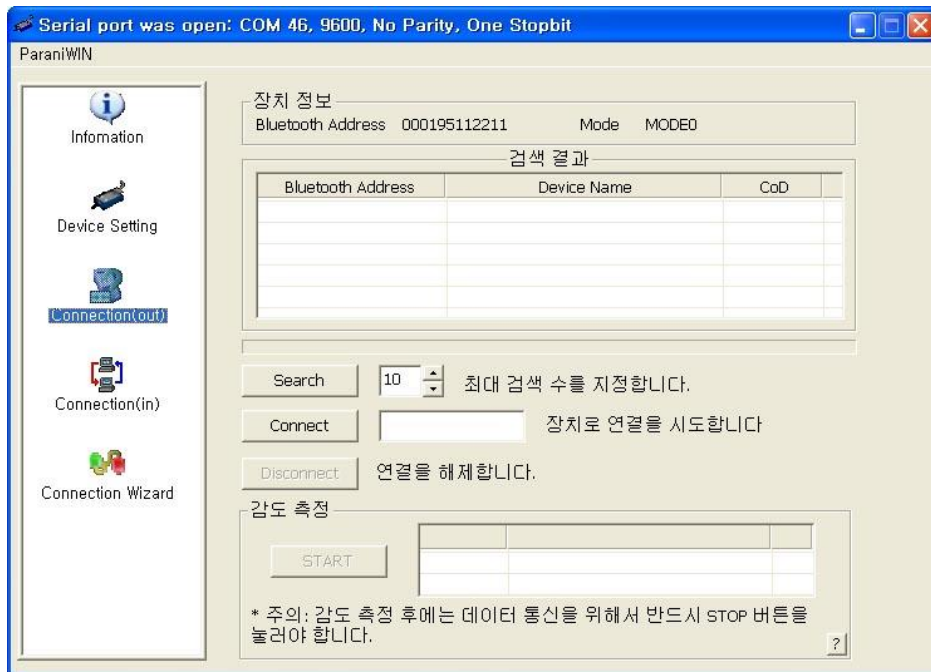 Serial port was open: COM 46, 9600, No Parity, One Stopbit
ParaniWIN
Infomation
Device Setting
Connection(out)
Connection(in)
Connection Wizard
장치 정보
Bluetooth Address 000195112211 Mode MODE0
검색 결과
Bluetooth Address Device Name CoD
Search 10 최대 검색 수를 지정합니다.
Connect 장치로 연결을 시도합니다
Disconnect 연결을 해제합니다.
감도 측정
START
* 주의: 감도 측정 후에는 데이터 통신을 위해서 반드시 STOP 버튼을
눌러야 합니다.
?